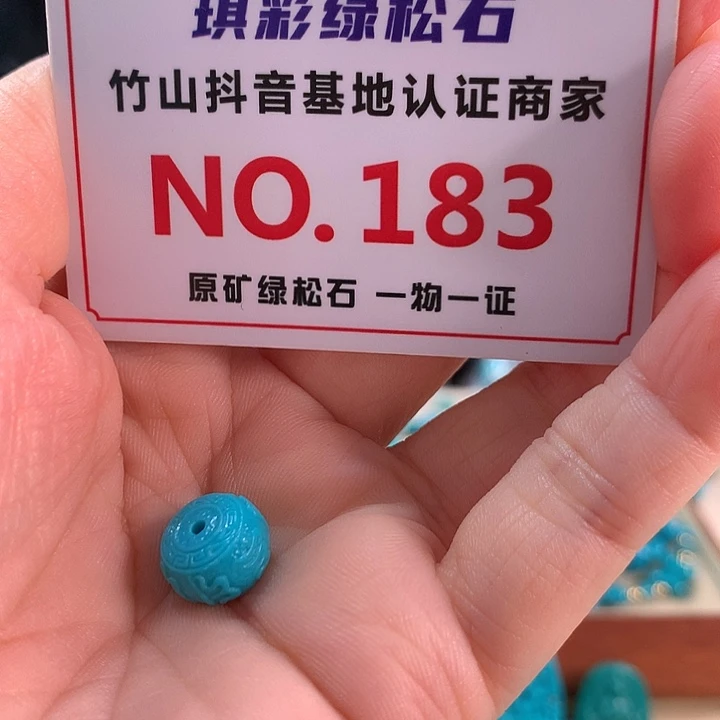 琪彩绿松石
竹山抖音基地认证商家
NO.183
原矿绿松石 一物一证